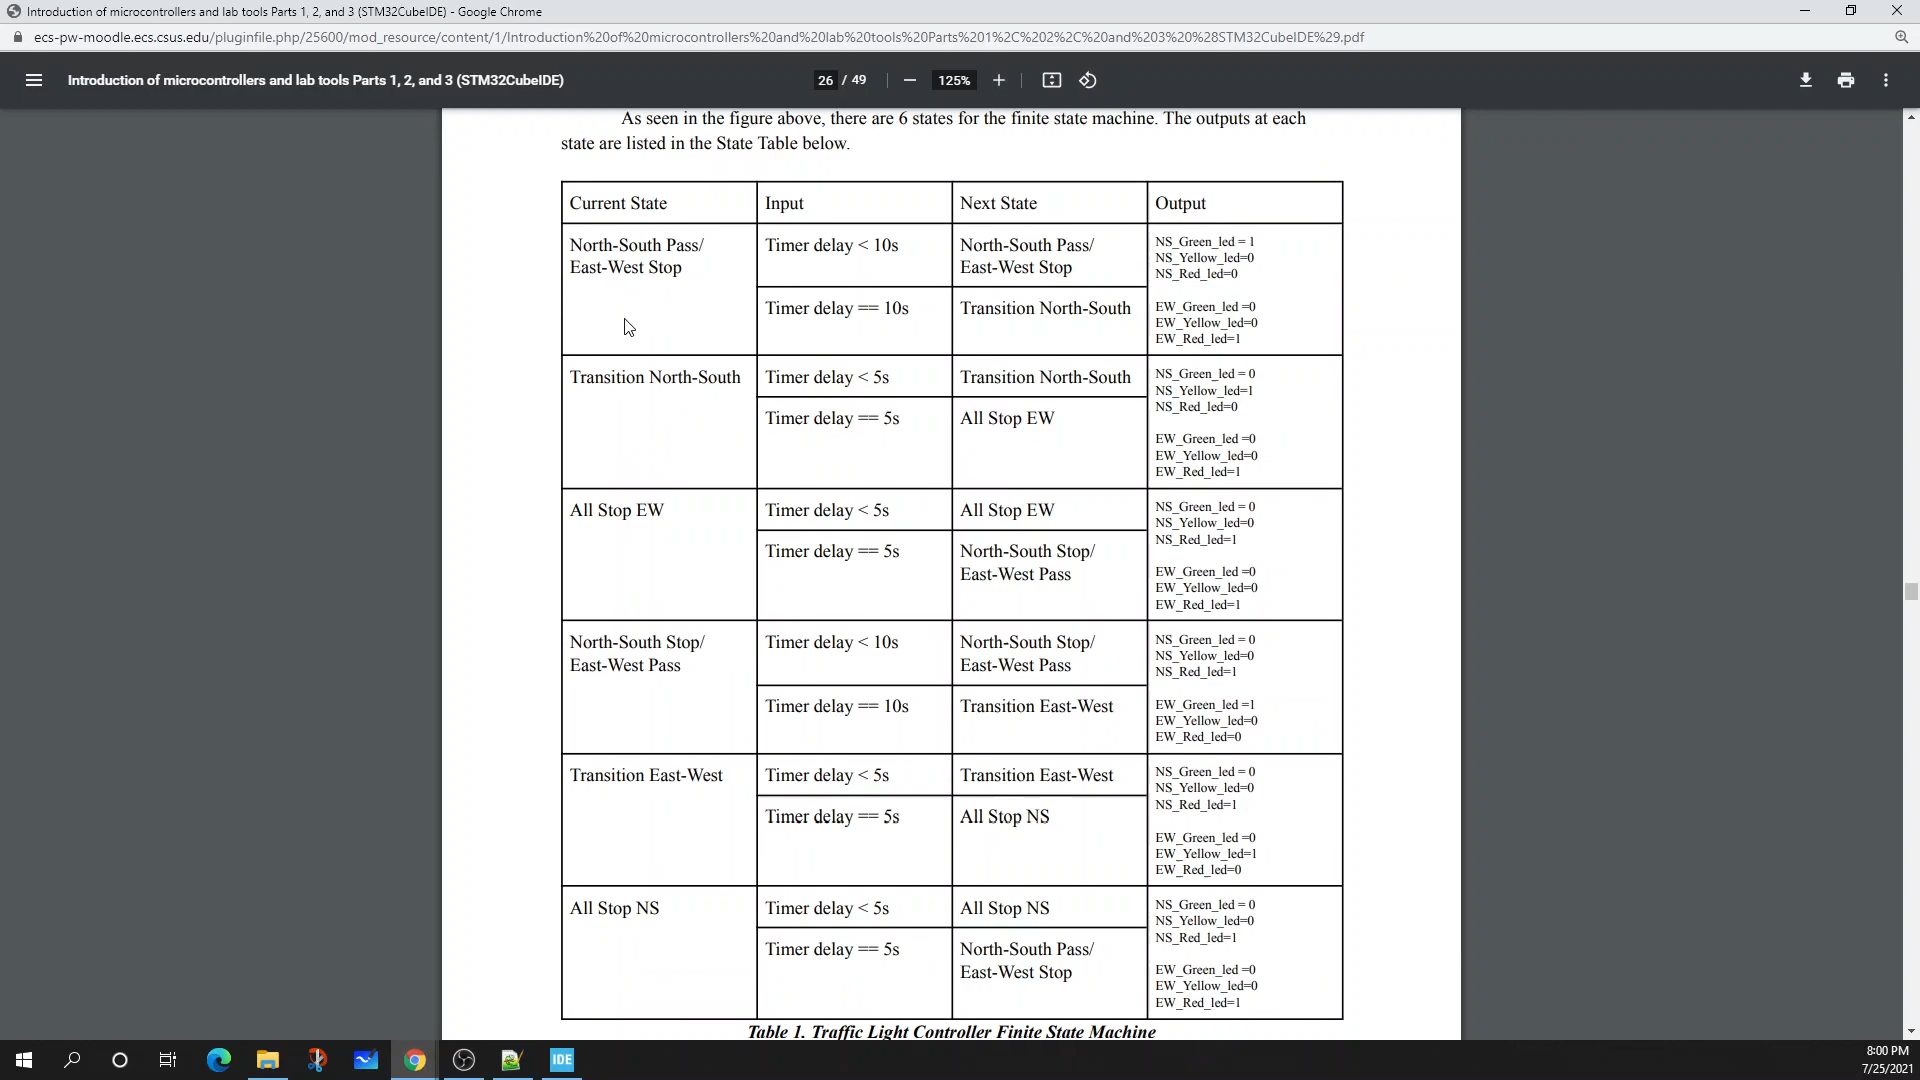 Introduction of microcontrollers and lab tools Parts 1, 2, and 3 (STM32CubeIDE) - Google Chrome
ecs-pw-moodle.ecs.csus.edu/pluginfile.php/25600/mod_resource/content/1/Introduction%20of%20microcontrollers%20and%20lab%20tools%20Parts%201%2C%202%2C%20and%203%20%28STM32CubeIDE%29.pdf
Introduction of microcontrollers and lab tools Parts 1, 2, and 3 (STM32CubeIDE)
26 / 49
125%
As seen in the figure above, there are 6 states for the finite state machine. The outputs at each
state are listed in the State Table below.
Current State Input Next State Output
North-South Pass/
East-West Stop
Timer delay < 10s
North-South Pass/
East-West Stop
Timer delay == 10s
Transition North-South
NS_Green_led = 1
NS_Yellow_led=0
NS_Red_led=0
EW_Green_led =0
EW_Yellow_led=0
EW_Red_led=1
Transition North-South
Timer delay < 5s
Transition North-South
Timer delay == 5s
All Stop EW
NS_Green_led = 0
NS_Yellow_led=1
NS_Red_led=0
EW_Green_led =0
EW_Yellow_led=0
EW_Red_led=1
All Stop EW
Timer delay < 5s
All Stop EW
Timer delay == 5s
North-South Stop/
East-West Pass
NS_Green_led = 0
NS_Yellow_led=0
NS_Red_led=1
EW_Green_led =0
EW_Yellow_led=0
EW_Red_led=1
North-South Stop/
East-West Pass
Timer delay < 10s
North-South Stop/
East-West Pass
Timer delay == 10s
Transition East-West
NS_Green_led = 0
NS_Yellow_led=0
NS_Red_led=1
EW_Green_led =1
EW_Yellow_led=0
EW_Red_led=0
Transition East-West
Timer delay < 5s
Transition East-West
Timer delay == 5s
All Stop NS
NS_Green_led = 0
NS_Yellow_led=0
NS_Red_led=1
EW_Green_led =0
EW_Yellow_led=1
EW_Red_led=0
All Stop NS
Timer delay < 5s
All Stop NS
Timer delay == 5s
North-South Pass/
East-West Stop
NS_Green_led = 0
NS_Yellow_led=0
NS_Red_led=1
EW_Green_led =0
EW_Yellow_led=0
EW_Red_led=1
Table 1. Traffic Light Controller Finite State Machine
IDE
8:00 PM
7/25/2021